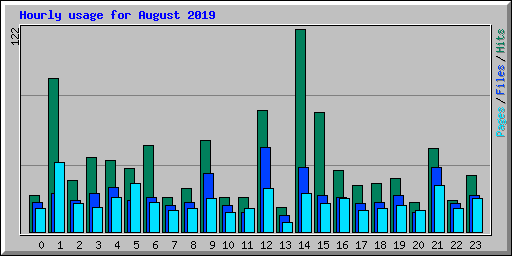 Hourly usage for August 2019
122
Pages/Files/Hits
0 1 2 3 4 5 6 7 8 9 10 11 12 13 14 15 16 17 18 19 20 21 22 23